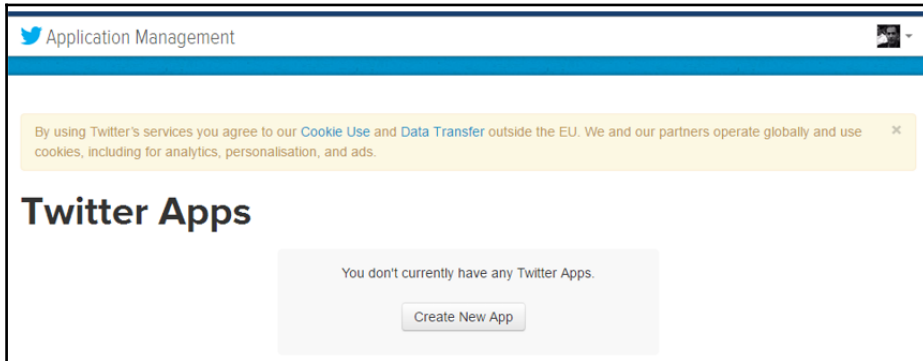 Application Management
By using Twitter's services you agree to our Cookie Use and Data Transfer outside the EU. We and our partners operate globally and use
cookies, including for analytics, personalisation, and ads.
×
Twitter Apps
You don't currently have any Twitter Apps.
Create New App